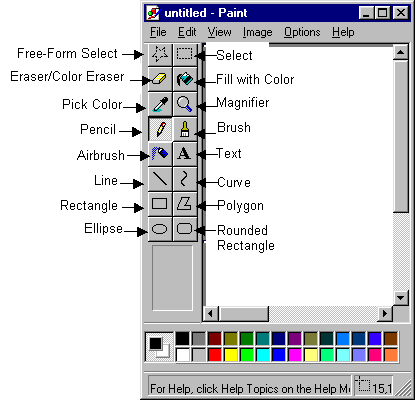 untitled - Paint
File Edit View Image Options Help
Free-Form Select
Select
Eraser/Color Eraser
Fill with Color
Pick Color
Magnifier
Pencil
Brush
Airbrush
A
Text
Line
Curve
Rectangle
Polygon
Ellipse
Rounded
Rectangle
For Help, click Help Topics on the Help M
15,1